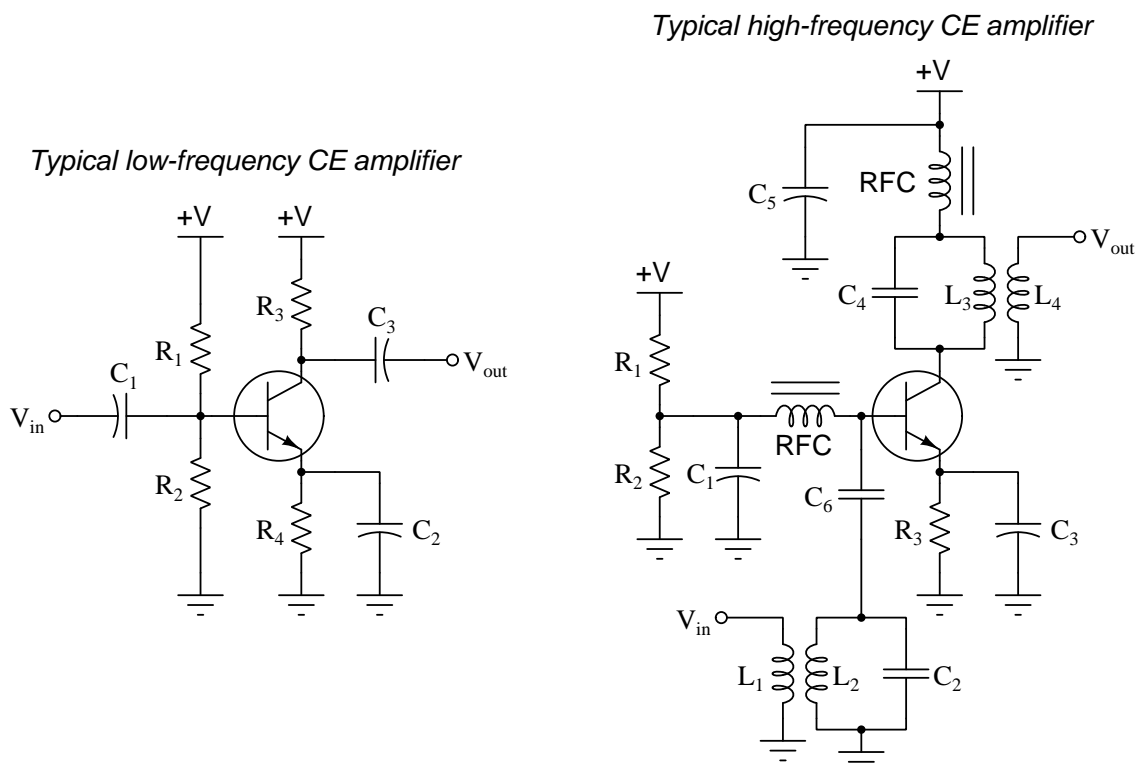 Typical high-frequency CE amplifier
+V
C5
RFC
Vout
C4
L3
L4
+V
R1
RFC
R2
C1
C6
R3
C3
Vin
L1
L2
C2
Typical low-frequency CE amplifier
+V
+V
R3
C3
R1
C1
Vout
Vin
R2
R4
C2